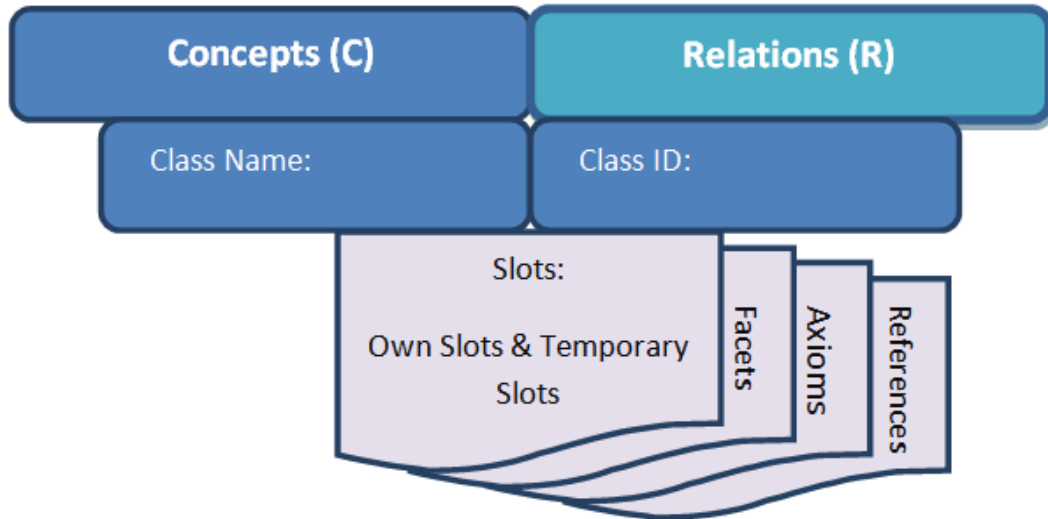 Concepts (C)
Relations (R)
Class Name:
Class ID:
Slots:
Own Slots & Temporary
Slots
Facets
Axioms
References